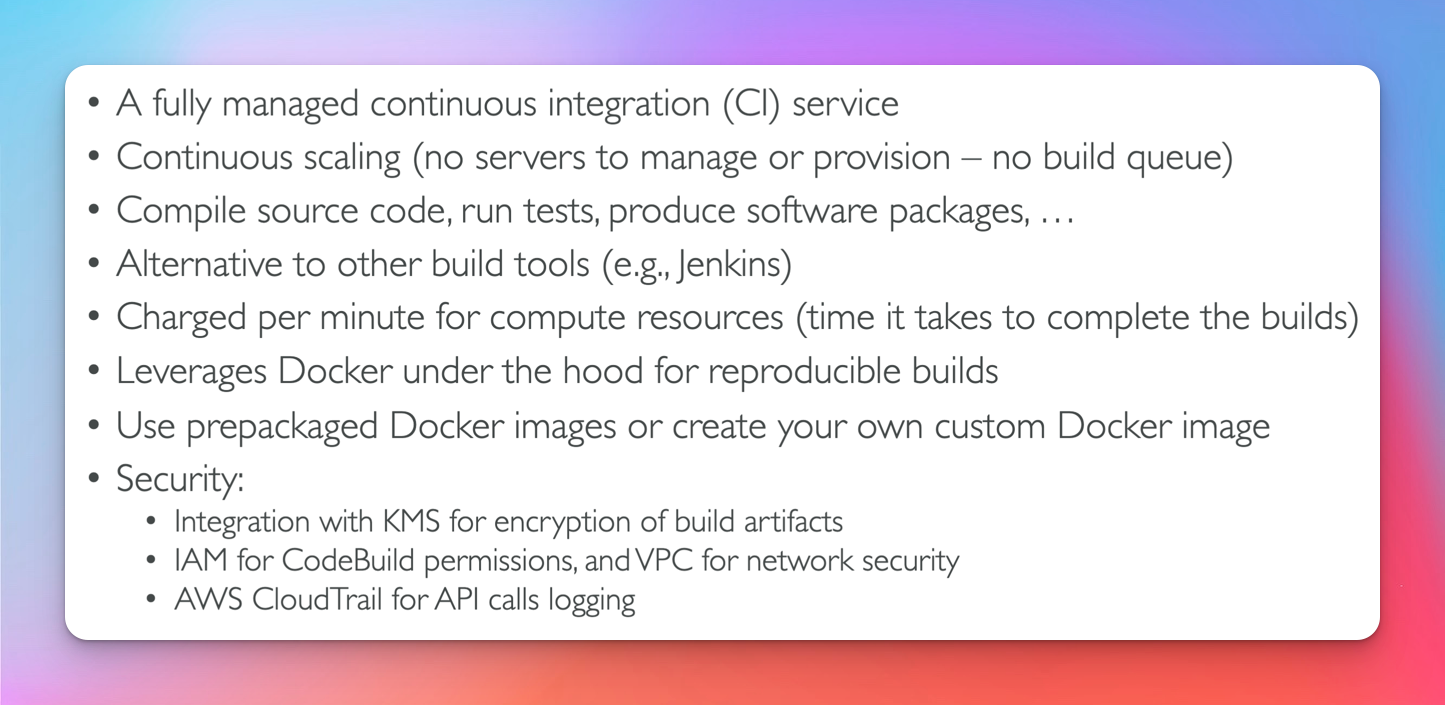 • A fully managed continuous integration (CI) service
• Continuous scaling (no servers to manage or provision – no build queue)
• Compile source code, run tests, produce software packages, …
• Alternative to other build tools (e.g., Jenkins)
• Charged per minute for compute resources (time it takes to complete the builds)
• Leverages Docker under the hood for reproducible builds
• Use prepackaged Docker images or create your own custom Docker image
• Security:
• Integration with KMS for encryption of build artifacts
• IAM for CodeBuild permissions, and VPC for network security
• AWS CloudTrail for API calls logging